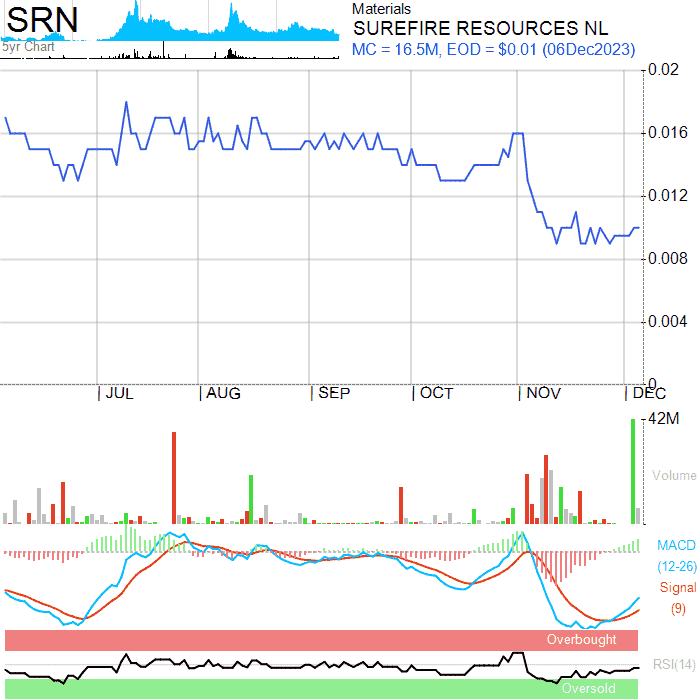 SRN
5yr Chart
Materials
SUREFIRE RESOURCES NL
MC = 16.5M, EOD = $0.01 (06Dec2023)
0.02
0.016
0.012
0.008
0.004
0
JUL AUG SEP OCT NOV DEC
42M
Volume
MACD
(12-26)
Signal
(9)
Overbought
RSI(14)
Oversold